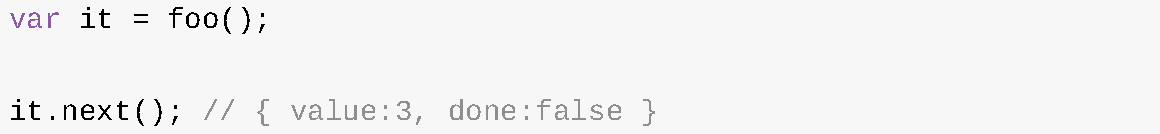 var it = foo();
it.next(); // { value:3, done:false }